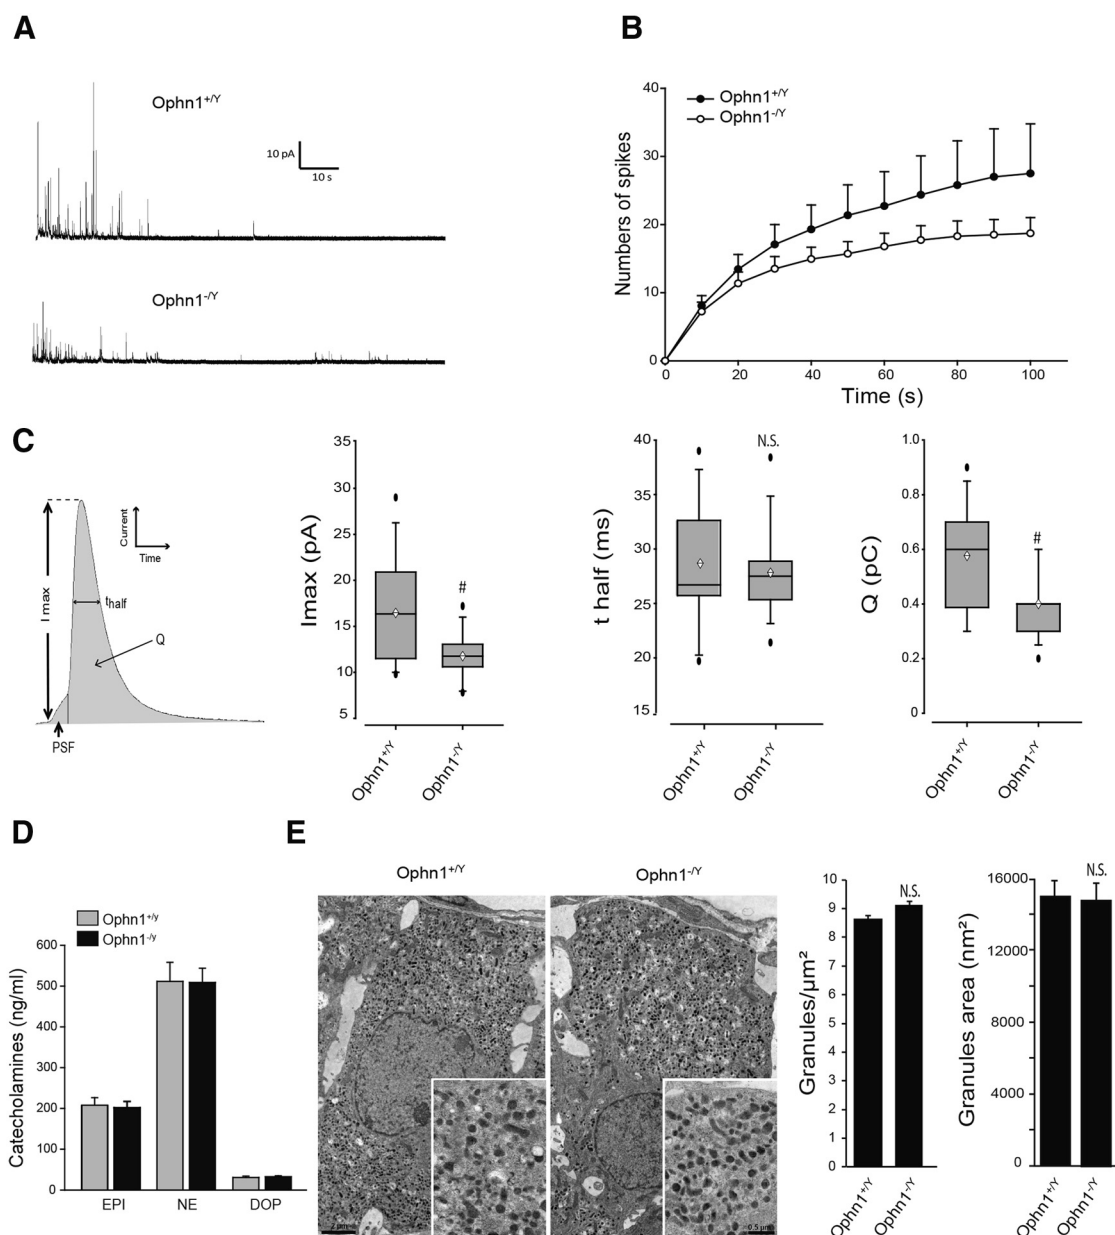 A
Ophn1+/Y
10 pA
10 s
Ophn1-/Y
B
Numbers of spikes
40
30
20
10
0
Ophn1+/Y
Ophn1-/Y
0 20 40 60 80 100
Time (s)
C
I max
Current
Time
thalf
Q
PSF
Imax (pA)
35
30
25
20
15
10
5
#
Ophn1+/Y
Ophn1-/Y
t half (ms)
40
35
30
25
20
15
N.S.
Ophn1+/Y
Ophn1-/Y
Q (pC)
1.0
0.8
0.6
0.4
0.2
0
#
Ophn1+/Y
Ophn1-/Y
D
Ophn1+/y
Ophn1-/y
Catecholamines (ng/ml)
600
500
400
300
200
100
0
EPI NE DOP
E
Ophn1+/Y
Ophn1-/Y
2 µm
0.5 µm
Granules/µm²
10
9
8
7
6
5
4
3
2
1
0
N.S.
Ophn1+/Y
Ophn1-/Y
Granules area (nm²)
16000
12000
8000
4000
0
N.S.
Ophn1+/Y
Ophn1-/Y